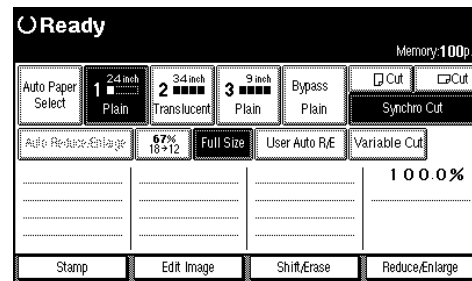 Ready
Memory:100p.
Auto Paper Select
1 24 inch Plain
2 34 inch Translucent
3 9 inch Plain
Bypass Plain
Cut
Cut
Synchro Cut
Auto Reduce/Enlarge
67% 18→12
Full Size
User Auto R/E
Variable Cut
100.0%
Stamp
Edit Image
Shift/Erase
Reduce/Enlarge